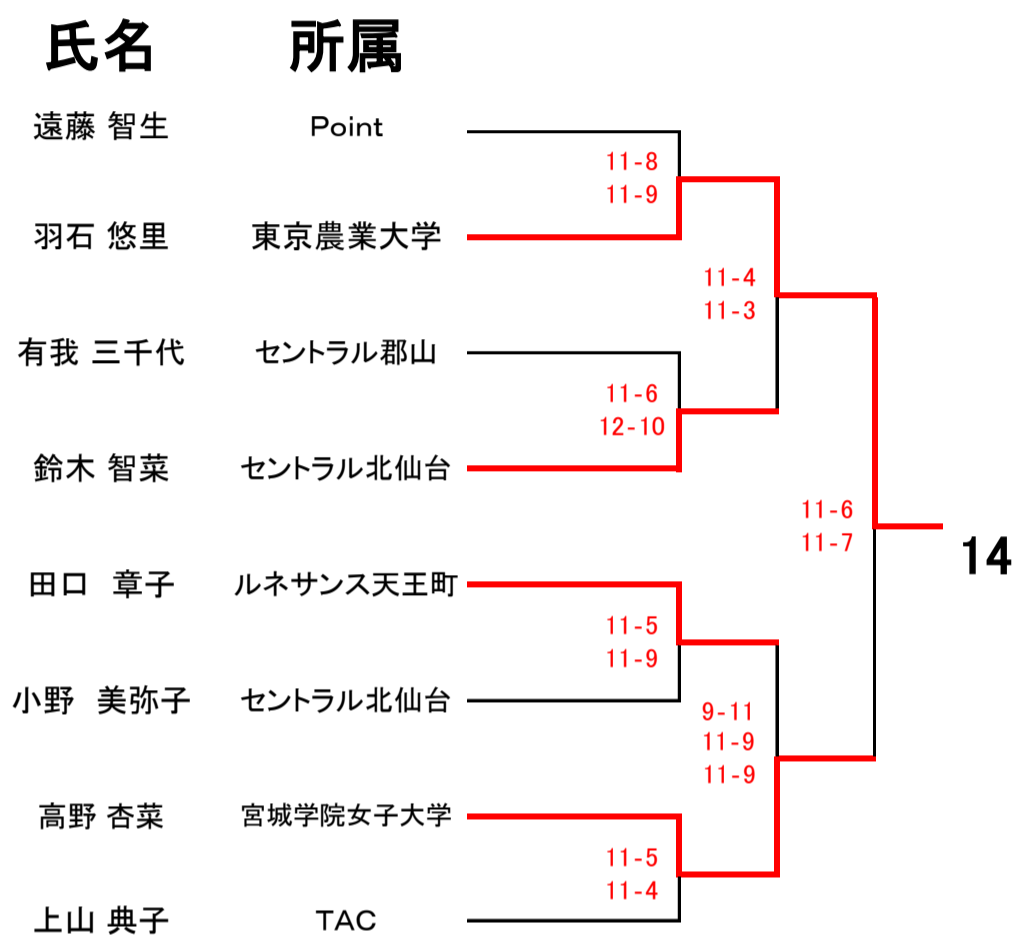 氏名 所属
遠藤 智生 Point
11-8
11-9
羽石 悠里 東京農業大学
11-4
11-3
有我 三千代 セントラル郡山
11-6
12-10
鈴木 智菜 セントラル北仙台
11-6
11-7
14
田口 章子 ルネサンス天王町
11-5
11-9
小野 美弥子 セントラル北仙台
9-11
11-9
11-9
高野 杏菜 宮城学院女子大学
11-5
11-4
上山 典子 TAC